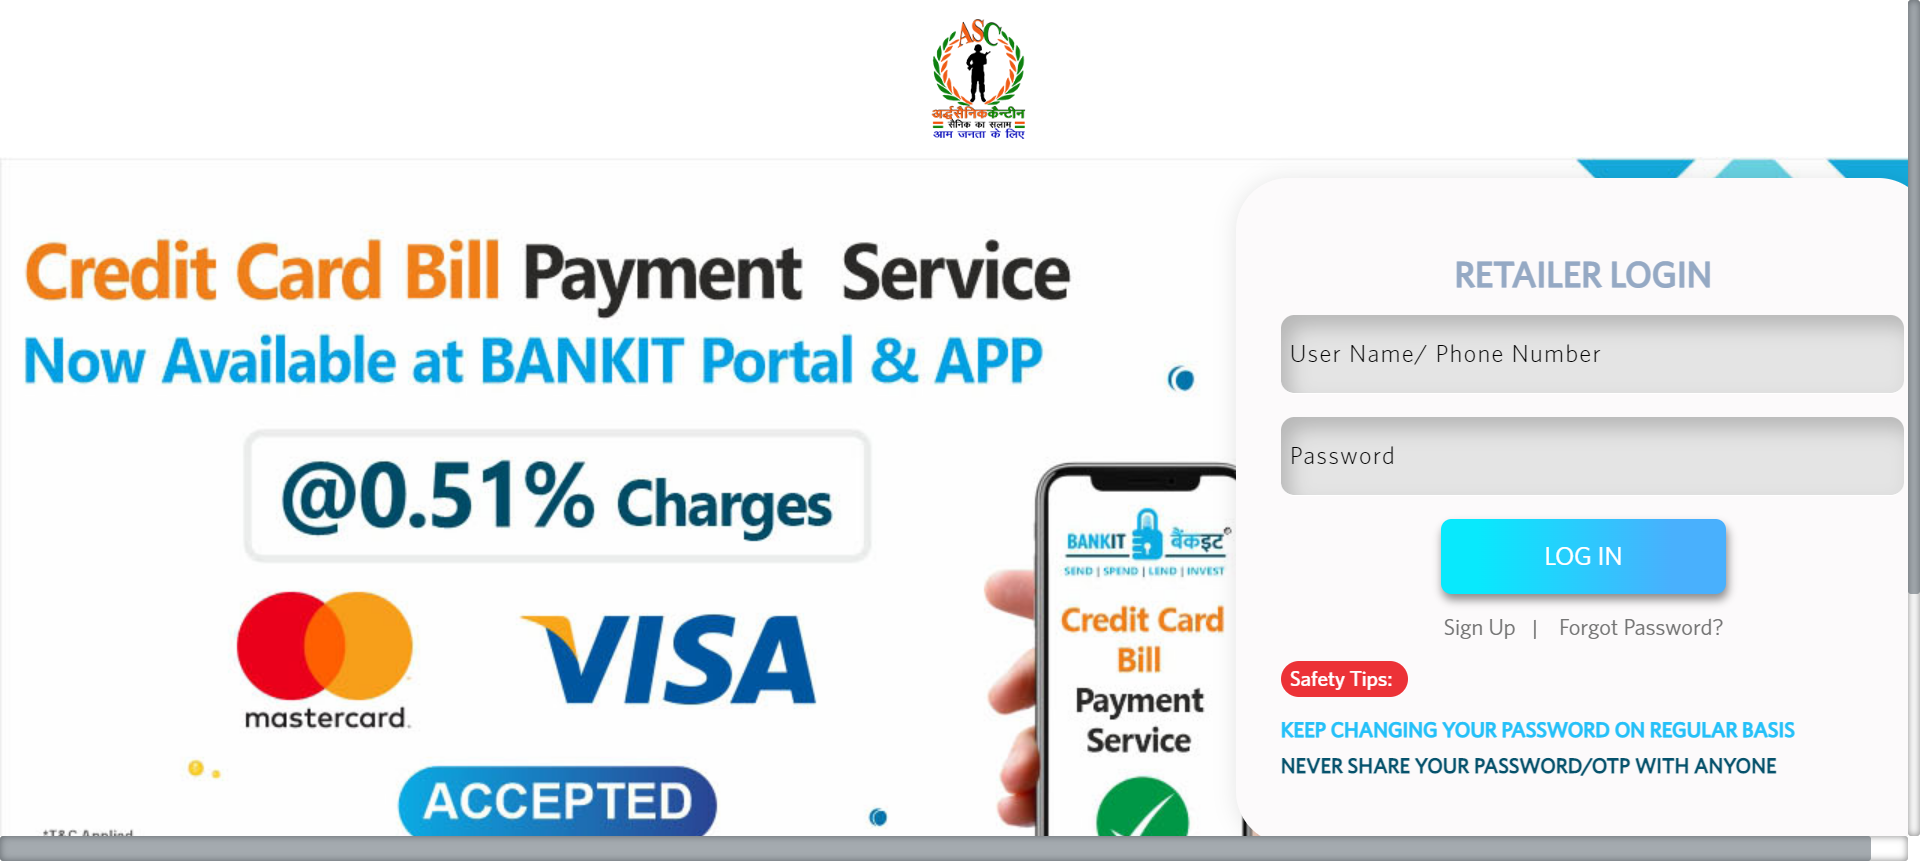 ASC
अर्द्धसैनिक कैन्टीन
सैनिक का सलाम
आम जनता के लिए
Credit Card Bill Payment Service
Now Available at BANKIT Portal & APP
@0.51% Charges
mastercard.
VISA
ACCEPTED
*T&C Applied
BANKIT बैंकइट
SEND | SPEND | LEND | INVEST
Credit Card
Bill
Payment
Service
RETAILER LOGIN
User Name/ Phone Number
Password
LOG IN
Sign Up | Forgot Password?
Safety Tips:
KEEP CHANGING YOUR PASSWORD ON REGULAR BASIS
NEVER SHARE YOUR PASSWORD/OTP WITH ANYONE